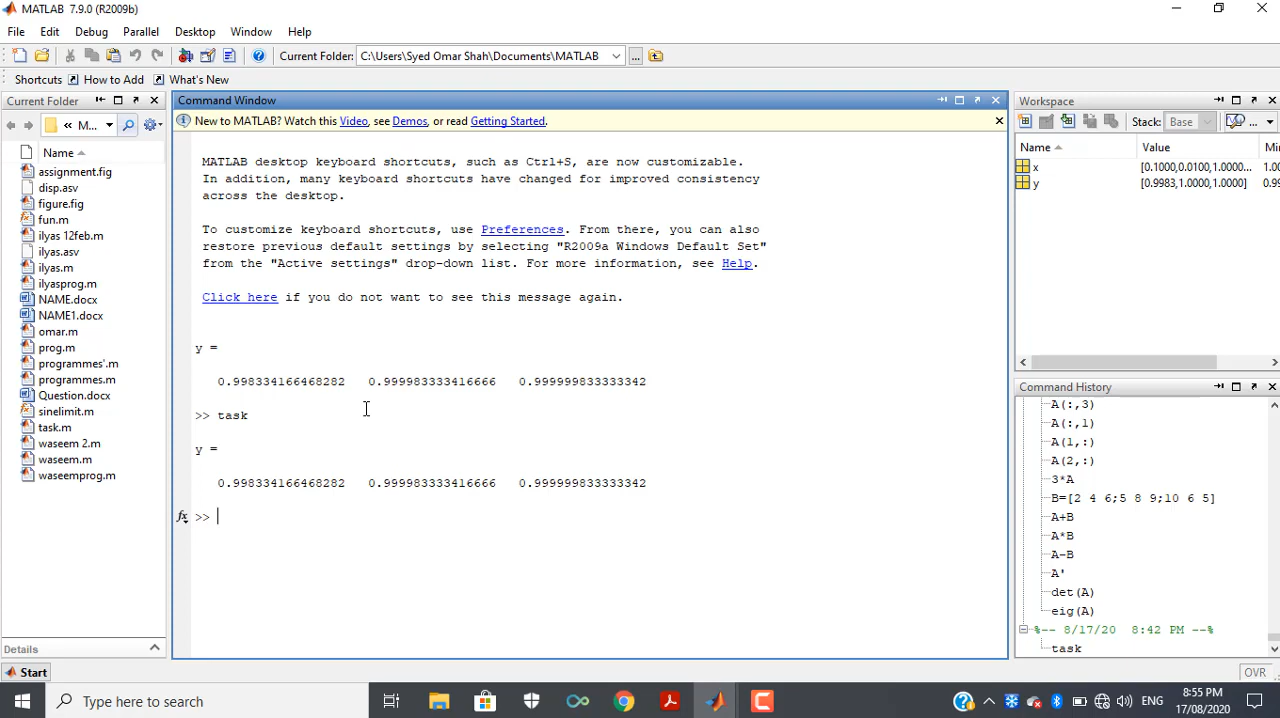 MATLAB 7.9.0 (R2009b)
File Edit Debug Parallel Desktop Window Help
Current Folder: C:\Users\Syed Omar Shah\Documents\MATLAB ...
Shortcuts How to Add What's New
Current Folder
« M...
Name
assignment.fig
disp.asv
figure.fig
fun.m
ilyas 12feb.m
ilyas.asv
ilyas.m
ilyasprog.m
NAME.docx
NAME1.docx
omar.m
prog.m
programmes'.m
programmes.m
Question.docx
sinelimit.m
task.m
waseem 2.m
waseem.m
waseemprog.m
Details
Command Window
New to MATLAB? Watch this Video, see Demos, or read Getting Started.
MATLAB desktop keyboard shortcuts, such as Ctrl+S, are now customizable.
In addition, many keyboard shortcuts have changed for improved consistency
across the desktop.
To customize keyboard shortcuts, use Preferences. From there, you can also
restore previous default settings by selecting "R2009a Windows Default Set"
from the "Active settings" drop-down list. For more information, see Help.
Click here if you do not want to see this message again.
y =
0.998334166468282 0.999983333416666 0.999999833333342
>> task
y =
0.998334166468282 0.999983333416666 0.999999833333342
fx >>
Workspace
Stack: Base ...
Name Value Mi
x [0.1000,0.0100,1.0000... 1.00
y [0.9983,1.0000,1.0000] 0.99
Command History
A(:,3)
A(:,1)
A(1,:)
A(2,:)
3*A
B=[2 4 6;5 8 9;10 6 5]
A+B
A*B
A-B
A'
det(A)
eig(A)
%-- 8/17/20 8:42 PM --%
task
Start
OVR
Type here to search
ENG
8:55 PM
17/08/2020